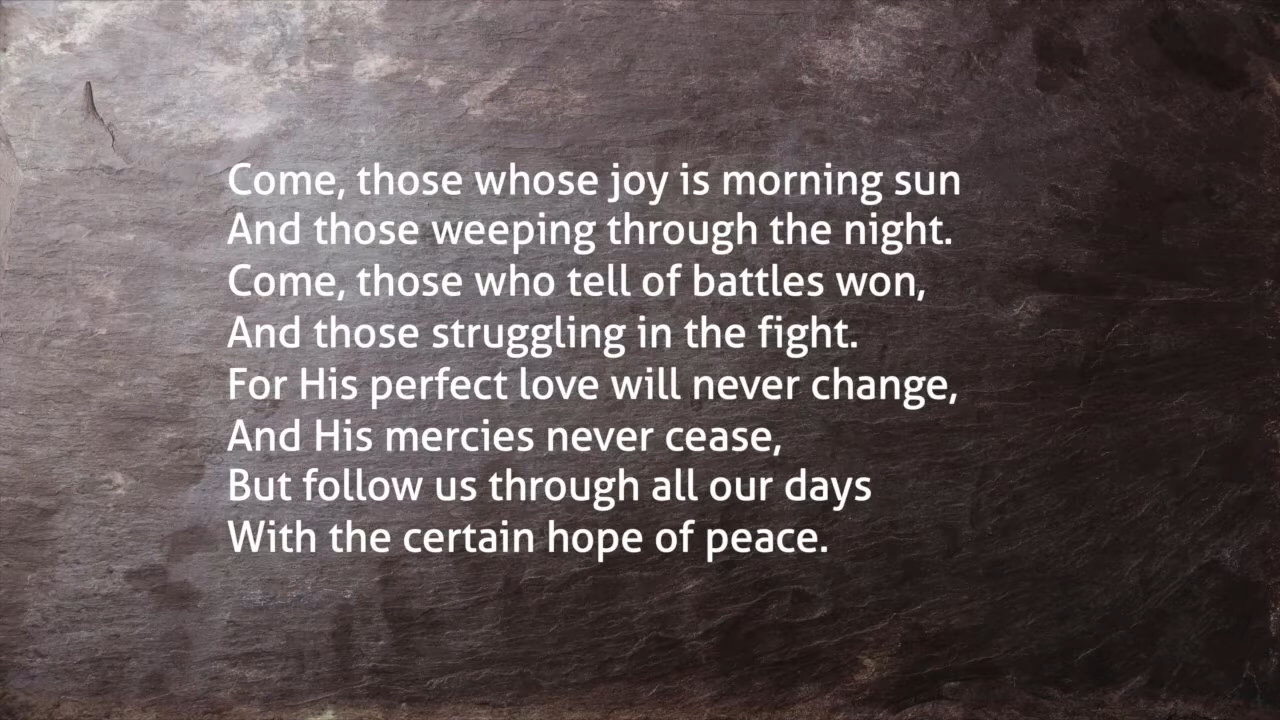 Come, those whose joy is morning sun
And those weeping through the night.
Come, those who tell of battles won,
And those struggling in the fight.
For His perfect love will never change,
And His mercies never cease,
But follow us through all our days
With the certain hope of peace.